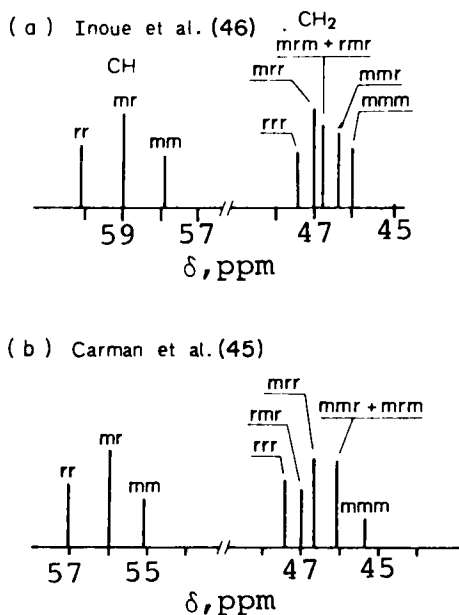 (a) Inoue et al. (46)
CH
CH2
mrm + rmr
mrr
mmr
rrr
mmm
rr
mr
mm
59
57
47
45
δ, ppm
(b) Carman et al. (45)
mrr
mmr + mrm
rmr
rrr
mmm
rr
mr
mm
57
55
47
45
δ, ppm